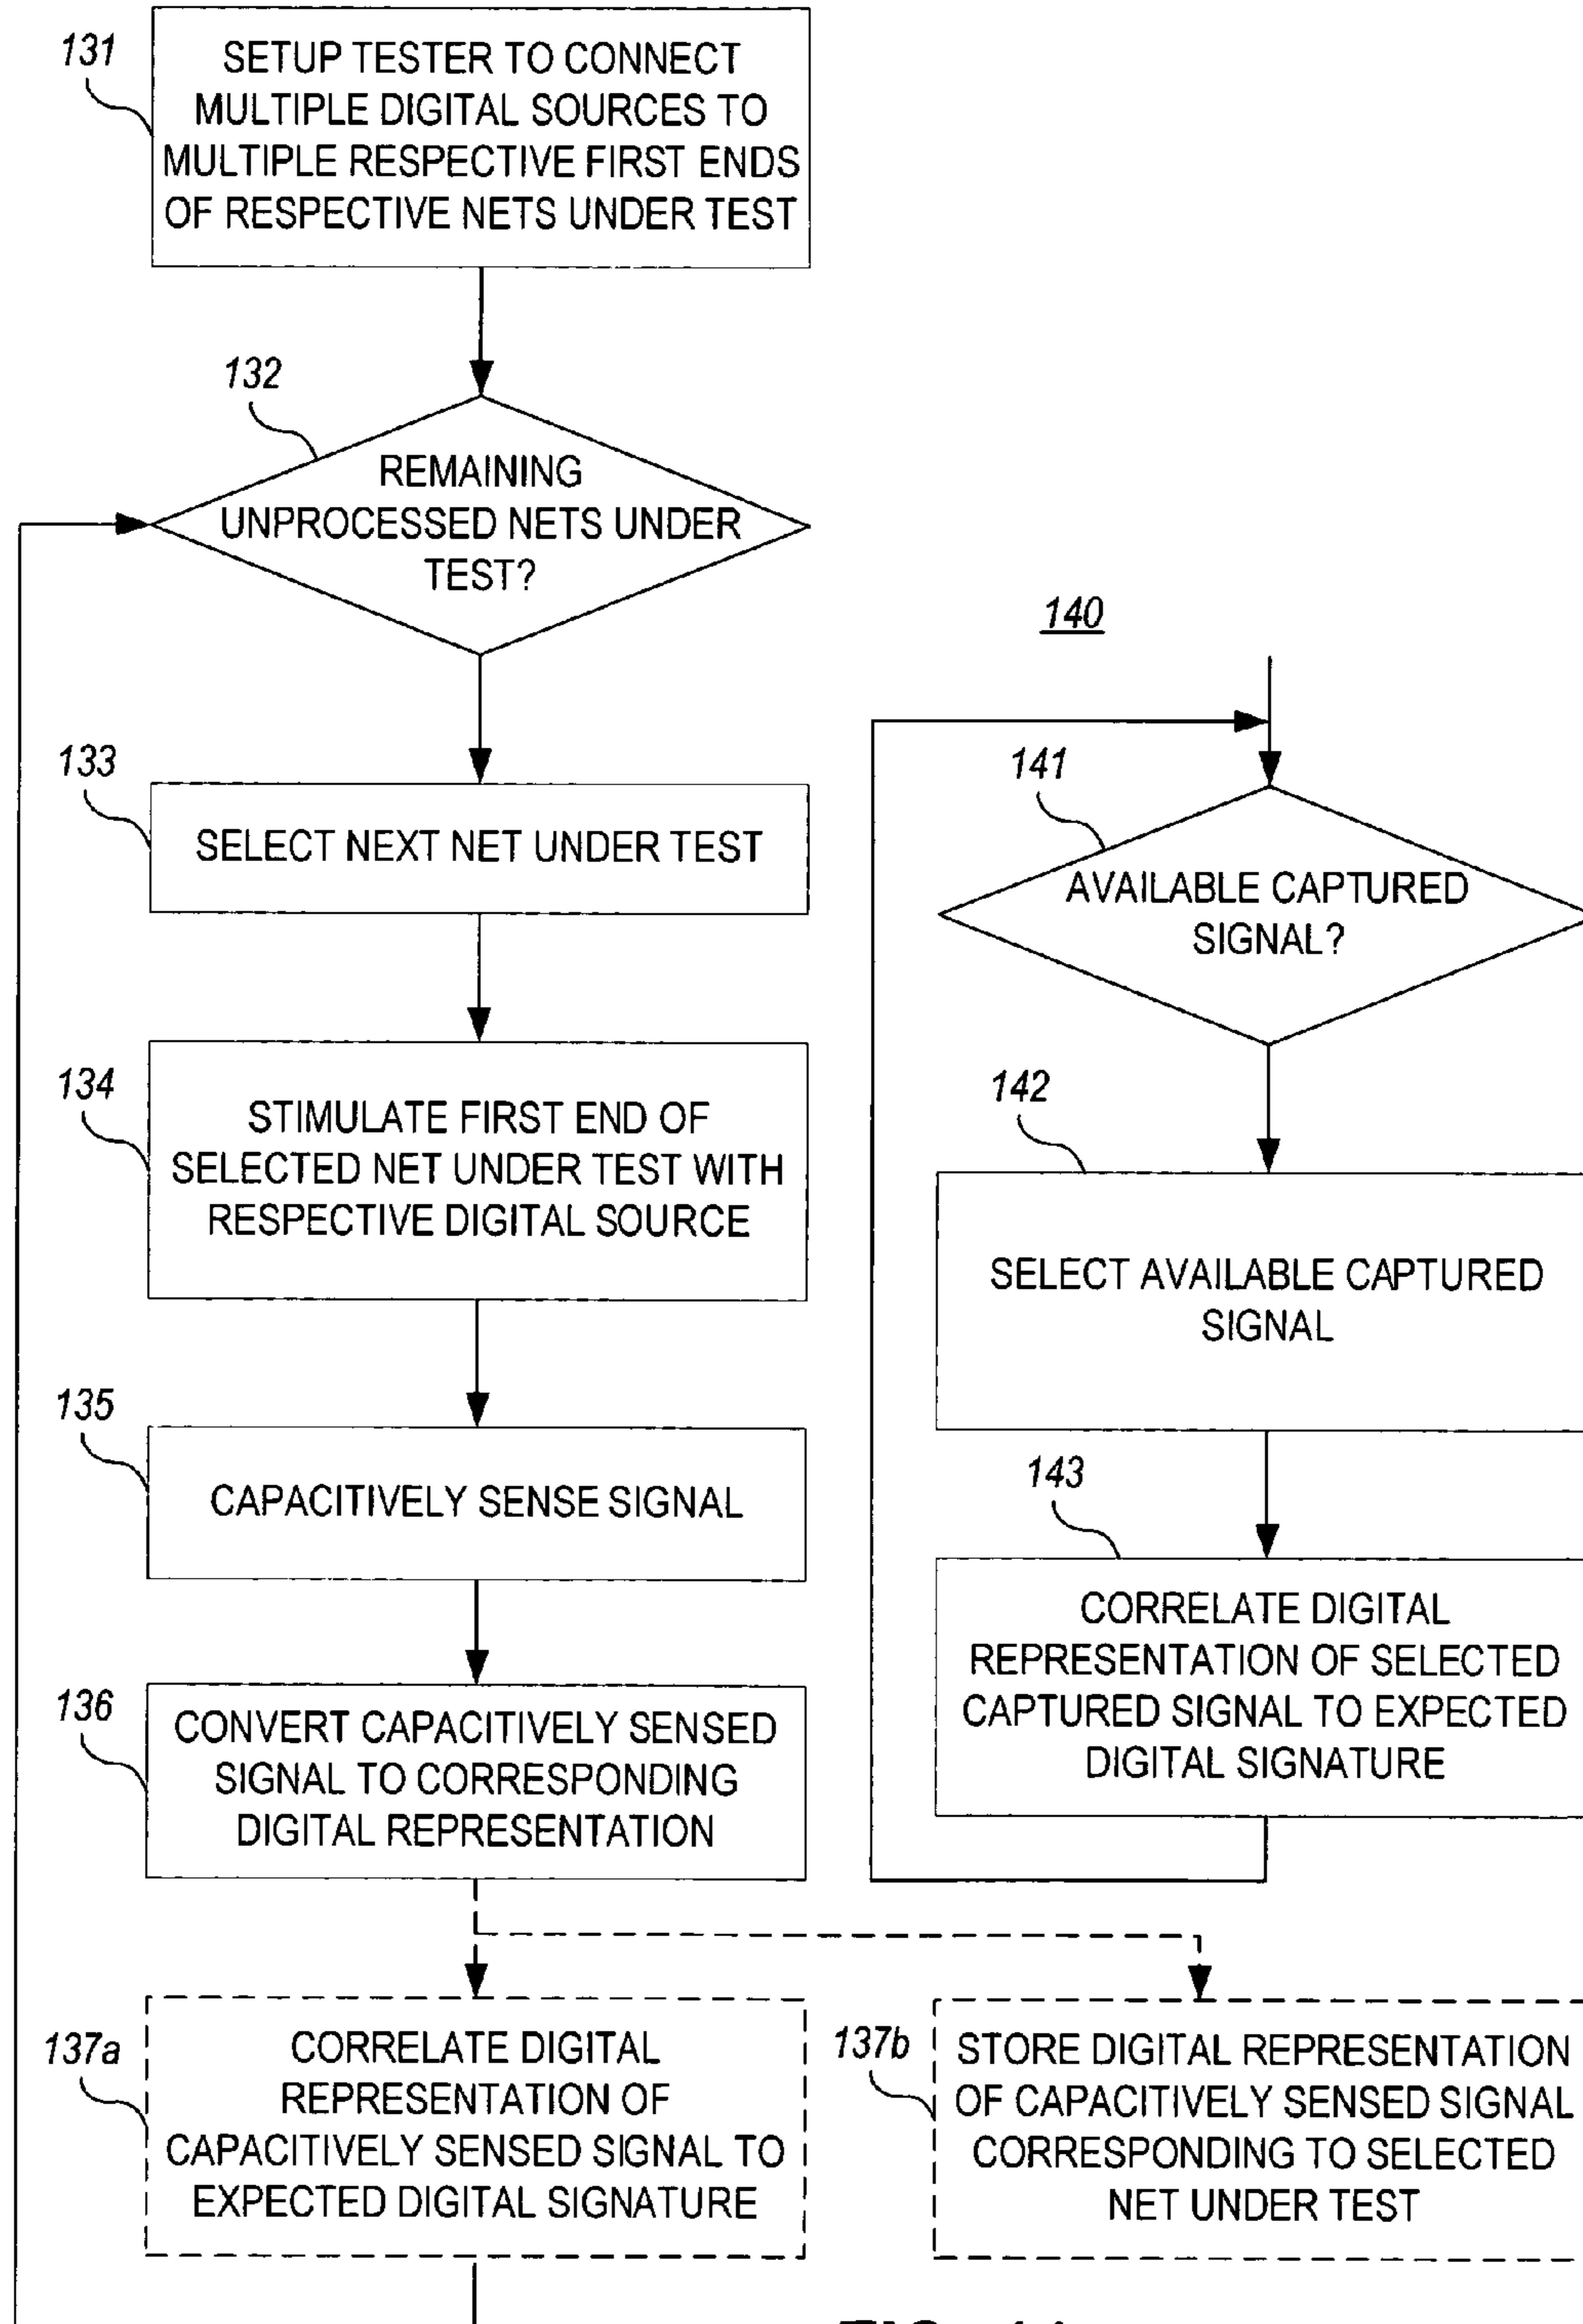 131
SETUP TESTER TO CONNECT
MULTIPLE DIGITAL SOURCES TO
MULTIPLE RESPECTIVE FIRST ENDS
OF RESPECTIVE NETS UNDER TEST
132
REMAINING
UNPROCESSED NETS UNDER
TEST?
133
SELECT NEXT NET UNDER TEST
134
STIMULATE FIRST END OF
SELECTED NET UNDER TEST WITH
RESPECTIVE DIGITAL SOURCE
135
CAPACITIVELY SENSE SIGNAL
136
CONVERT CAPACITIVELY SENSED
SIGNAL TO CORRESPONDING
DIGITAL REPRESENTATION
137a
CORRELATE DIGITAL
REPRESENTATION OF
CAPACITIVELY SENSED SIGNAL TO
EXPECTED DIGITAL SIGNATURE
137b
STORE DIGITAL REPRESENTATION
OF CAPACITIVELY SENSED SIGNAL
CORRESPONDING TO SELECTED
NET UNDER TEST
140
141
AVAILABLE CAPTURED
SIGNAL?
142
SELECT AVAILABLE CAPTURED
SIGNAL
143
CORRELATE DIGITAL
REPRESENTATION OF SELECTED
CAPTURED SIGNAL TO EXPECTED
DIGITAL SIGNATURE